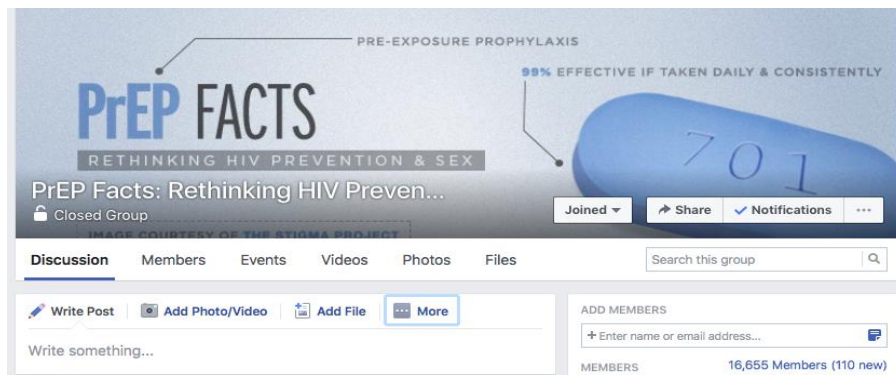 PRE-EXPOSURE PROPHYLAXIS
99% EFFECTIVE IF TAKEN DAILY & CONSISTENTLY
PrEP FACTS
701
RETHINKING HIV PREVENTION & SEX
PrEP Facts: Rethinking HIV Preven...
Closed Group
Joined Share Notifications ...
IMAGE COURTESY OF THE STIGMA PROJECT
Discussion Members Events Videos Photos Files Search this group
Write Post Add Photo/Video Add File More
Write something...
ADD MEMBERS
+ Enter name or email address...
MEMBERS 16,655 Members (110 new)